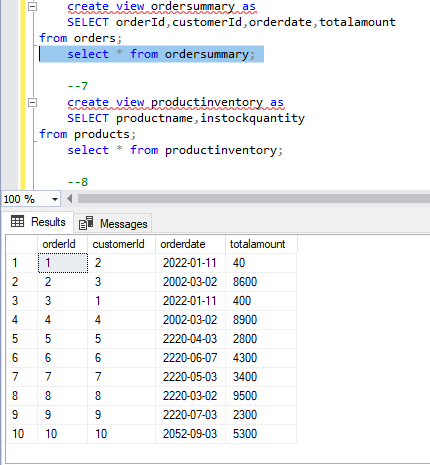 create view ordersummary as
SELECT orderId,customerId,orderdate,totalamount
from orders;
select * from ordersummary;
--7
create view productinventory as
SELECT productname,instockquantity
from products;
select * from productinventory;
--8
100 %
Results Messages
orderId customerId orderdate totalamount
1 1 2 2022-01-11 40
2 2 3 2002-03-02 8600
3 3 1 2022-01-11 400
4 4 4 2002-03-02 8900
5 5 5 2220-04-03 2800
6 6 6 2220-06-07 4300
7 7 7 2220-05-03 3400
8 8 8 2220-03-02 9500
9 9 9 2220-07-03 2300
10 10 10 2052-09-03 5300